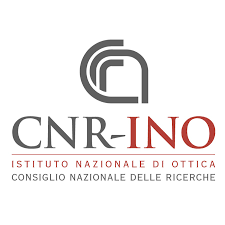 CNR-INO
ISTITUTO NAZIONALE DI OTTICA
CONSIGLIO NAZIONALE DELLE RICERCHE